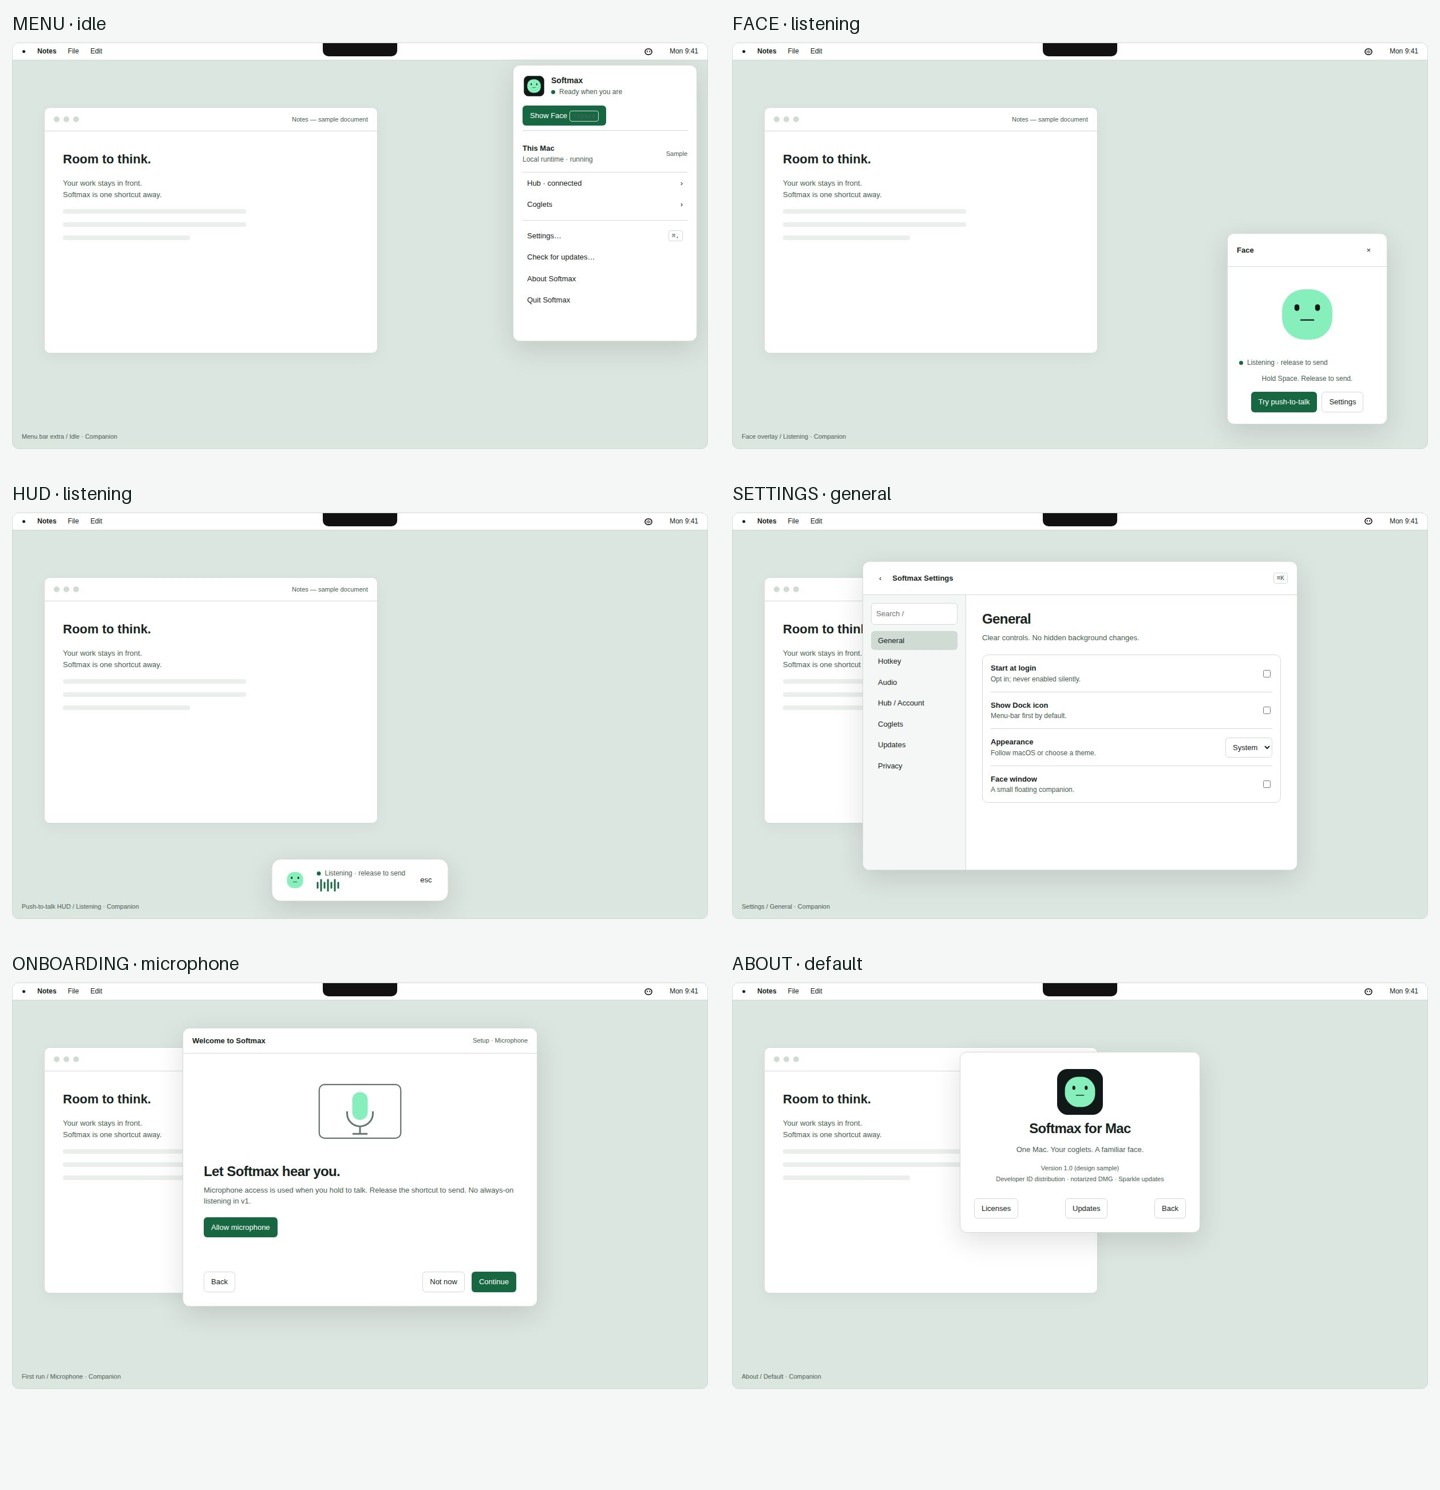 MENU · idle
Notes File Edit
Mon 9:41
Softmax
Ready when you are
Show Face
This Mac
Local runtime · running
Sample
Hub · connected ›
Coglets ›
Settings… ⌘,
Check for updates…
About Softmax
Quit Softmax
Notes — sample document
Room to think.
Your work stays in front.
Softmax is one shortcut away.
Menu bar extra / Idle · Companion
FACE · listening
Notes File Edit
Mon 9:41
Notes — sample document
Room to think.
Your work stays in front.
Softmax is one shortcut away.
Face ×
Listening · release to send
Hold Space. Release to send.
Try push-to-talk Settings
Face overlay / Listening · Companion
HUD · listening
Notes File Edit
Mon 9:41
Notes — sample document
Room to think.
Your work stays in front.
Softmax is one shortcut away.
Listening · release to send
esc
Push-to-talk HUD / Listening · Companion
SETTINGS · general
Notes File Edit
Mon 9:41
Room to think
Your work stays in front.
Softmax is one shortcut
‹ Softmax Settings ⌘K
Search /
General
Hotkey
Audio
Hub / Account
Coglets
Updates
Privacy
General
Clear controls. No hidden background changes.
Start at login
Opt in; never enabled silently.
Show Dock icon
Menu-bar first by default.
Appearance
Follow macOS or choose a theme.
System
Face window
A small floating companion.
Settings / General · Companion
ONBOARDING · microphone
Notes File Edit
Mon 9:41
Room to think.
Your work stays in front.
Softmax is one shortcut away.
Welcome to Softmax
Setup · Microphone
Let Softmax hear you.
Microphone access is used when you hold to talk. Release the shortcut to send. No always-on
listening in v1.
Allow microphone
Back Not now Continue
First run / Microphone · Companion
ABOUT · default
Notes File Edit
Mon 9:41
Room to think.
Your work stays in front.
Softmax is one shortcut away.
Softmax for Mac
One Mac. Your coglets. A familiar face.
Version 1.0 (design sample)
Developer ID distribution · notarized DMG · Sparkle updates
Licenses Updates Back
About / Default · Companion